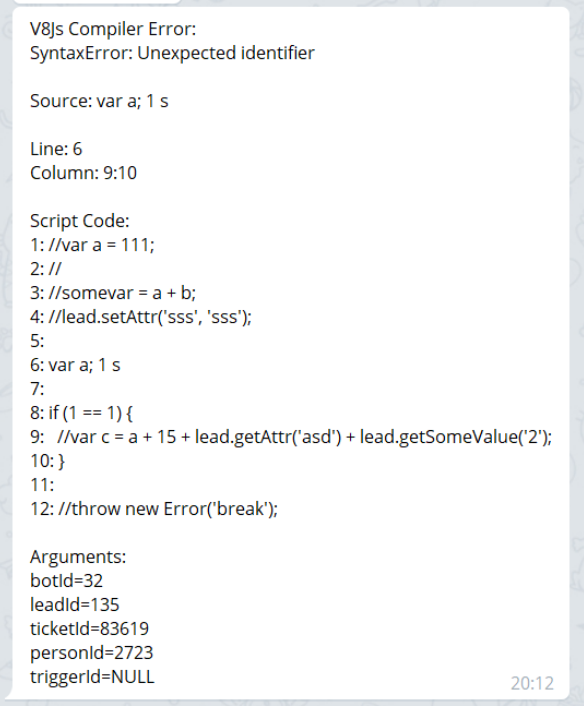 V8Js Compiler Error:
SyntaxError: Unexpected identifier
Source: var a; 1 s
Line: 6
Column: 9:10
Script Code:
1: //var a = 111;
2: //
3: //somevar = a + b;
4: //lead.setAttr('sss', 'sss');
5:
6: var a; 1 s
7:
8: if (1 == 1) {
9:   //var c = a + 15 + lead.getAttr('asd') + lead.getSomeValue('2');
10: }
11:
12: //throw new Error('break');
Arguments:
botId=32
leadId=135
ticketId=83619
personId=2723
triggerId=NULL
20:12